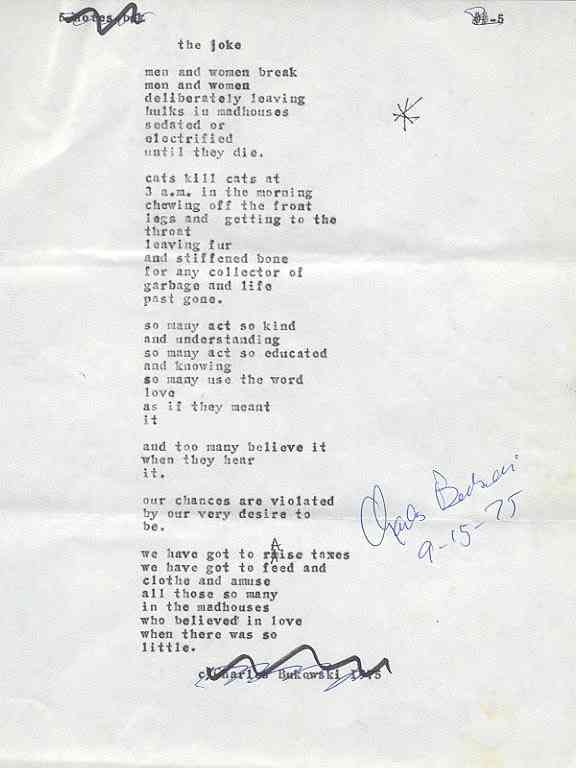 5 notes
-5
the joke
men and women break
men and women
deliberately leaving
hulks in madhouses
sedated or
electrified
until they die.
cats kill cats at
3 a.m. in the morning
chewing off the front
legs and getting to the
throat
leaving fur
and stiffened bone
for any collector of
garbage and life
past gone.
so many act so kind
and understanding
so many act so educated
and knowing
so many use the word
love
as if they meant
it
and too many believe it
when they hear
it.
our chances are violated
by our very desire to
be.
we have got to raise taxes
we have got to feed and
clothe and amuse
all those so many
in the madhouses
who believed in love
when there was so
little.
Charles Bukowski
9-15-75
c Charles Bukowski 1975